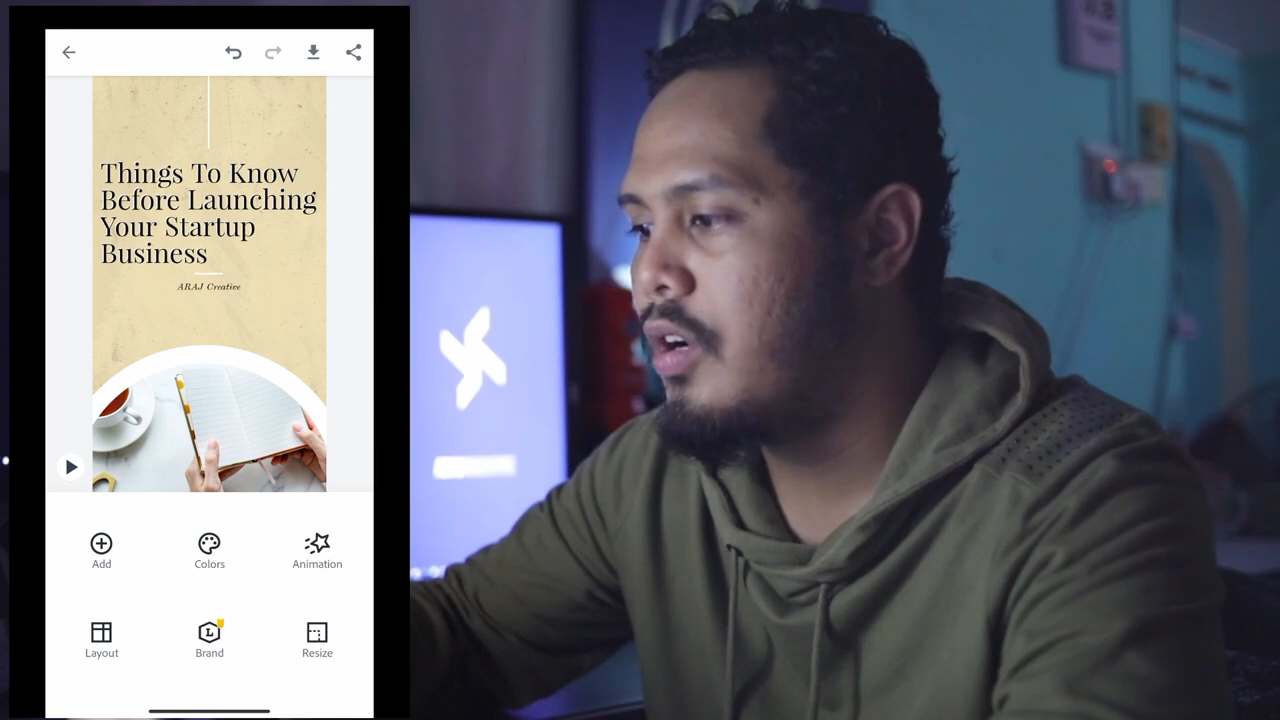 Things To Know
Before Launching
Your Startup
Business
ARAJ Creative
Add
Colors
Animation
Layout
Brand
Resize